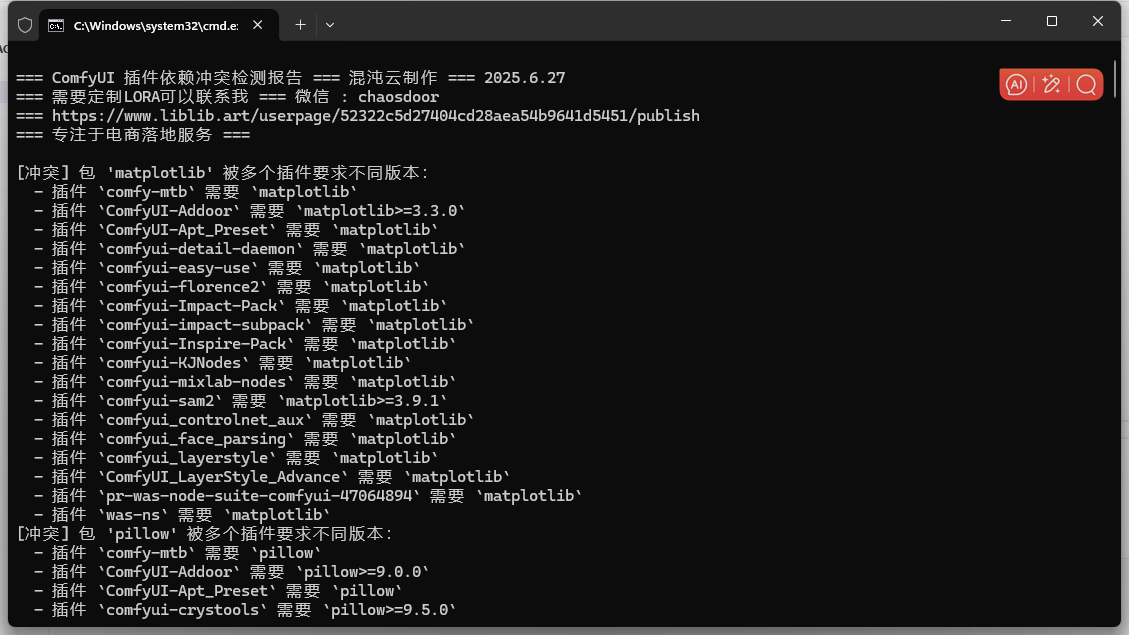 C:\Windows\system32\cmd.e:
=== ComfyUI 插件依赖冲突检测报告 === 混沌云制作 === 2025.6.27
=== 需要定制LORA可以联系我 === 微信 : chaosdoor
=== https://www.liblib.art/userpage/52322c5d27404cd28aea54b9641d5451/publish
=== 专注于电商落地服务 ===
[冲突] 包 'matplotlib' 被多个插件要求不同版本:
- 插件 `comfy-mtb` 需要 `matplotlib`
- 插件 `ComfyUI-Addoor` 需要 `matplotlib>=3.3.0`
- 插件 `ComfyUI-Apt_Preset` 需要 `matplotlib`
- 插件 `comfyui-detail-daemon` 需要 `matplotlib`
- 插件 `comfyui-easy-use` 需要 `matplotlib`
- 插件 `comfyui-florence2` 需要 `matplotlib`
- 插件 `comfyui-Impact-Pack` 需要 `matplotlib`
- 插件 `comfyui-impact-subpack` 需要 `matplotlib`
- 插件 `comfyui-Inspire-Pack` 需要 `matplotlib`
- 插件 `comfyui-KJNodes` 需要 `matplotlib`
- 插件 `comfyui-mixlab-nodes` 需要 `matplotlib`
- 插件 `comfyui-sam2` 需要 `matplotlib>=3.9.1`
- 插件 `comfyui_controlnet_aux` 需要 `matplotlib`
- 插件 `comfyui_face_parsing` 需要 `matplotlib`
- 插件 `comfyui_layerstyle` 需要 `matplotlib`
- 插件 `ComfyUI_LayerStyle_Advance` 需要 `matplotlib`
- 插件 `pr-was-node-suite-comfyui-47064894` 需要 `matplotlib`
- 插件 `was-ns` 需要 `matplotlib`
[冲突] 包 'pillow' 被多个插件要求不同版本:
- 插件 `comfy-mtb` 需要 `pillow`
- 插件 `ComfyUI-Addoor` 需要 `pillow>=9.0.0`
- 插件 `ComfyUI-Apt_Preset` 需要 `pillow`
- 插件 `comfyui-crystools` 需要 `pillow>=9.5.0`
AI